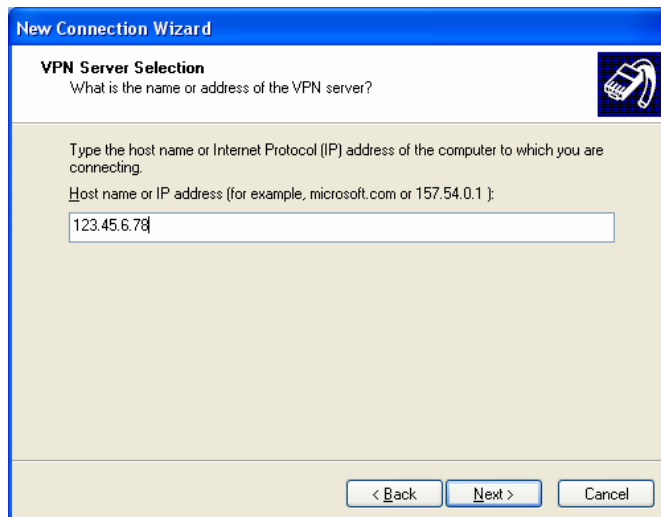 New Connection Wizard
VPN Server Selection
What is the name or address of the VPN server?
Type the host name or Internet Protocol (IP) address of the computer to which you are
connecting.
Host name or IP address (for example, microsoft.com or 157.54.0.1 ):
123.45.6.78
< Back Next > Cancel